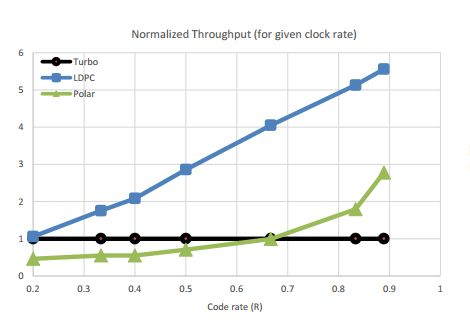 Normalized Throughput (for given clock rate)
6
Turbo
LDPC
Polar
5
4
3
2
1
0
0.2 0.3 0.4 0.5 0.6 0.7 0.8 0.9 1
Code rate (R)